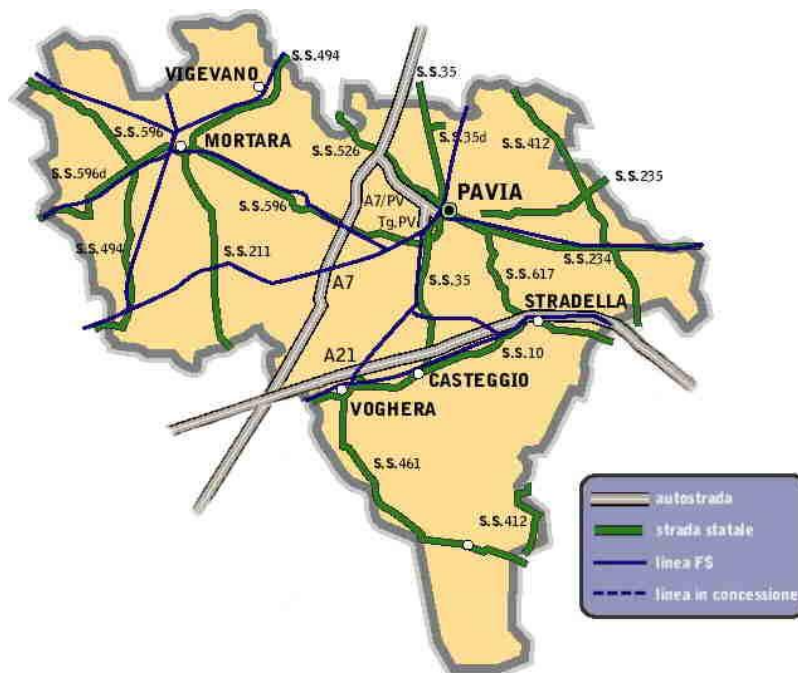 S.S.494
VIGEVANO
S.S.35
S.S.596
MORTARA
S.S.526
S.S.35d
S.S.412
S.S.596d
S.S.235
A7/PV
PAVIA
S.S.596
Tg.PV
S.S.494
S.S.211
S.S.234
A7
S.S.35
S.S.617
STRADELLA
A21
S.S.10
CASTEGGIO
VOGHERA
S.S.461
S.S.412
autostrada
strada statale
linea FS
linea in concessione